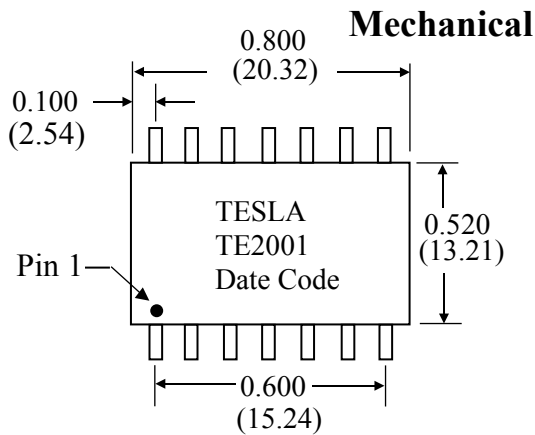 Mechanical
0.800
(20.32)
0.100
(2.54)
TESLA
TE2001
Date Code
0.520
(13.21)
Pin 1
0.600
(15.24)